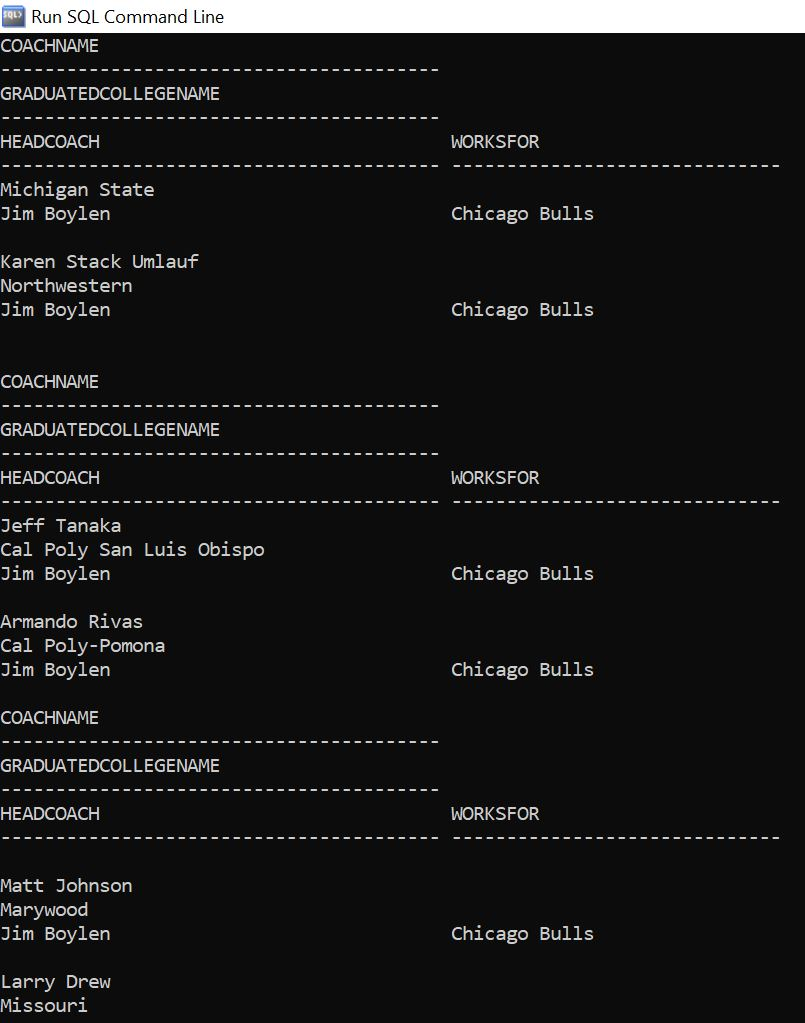 SQL>
Run SQL Command Line
COACHNAME
----------------------------------------
GRADUATEDCOLLEGENAME
----------------------------------------
HEADCOACH                                WORKSFOR
---------------------------------------- ------------------------------
Michigan State
Jim Boylen                               Chicago Bulls

Karen Stack Umlauf
Northwestern
Jim Boylen                               Chicago Bulls


COACHNAME
----------------------------------------
GRADUATEDCOLLEGENAME
----------------------------------------
HEADCOACH                                WORKSFOR
---------------------------------------- ------------------------------
Jeff Tanaka
Cal Poly San Luis Obispo
Jim Boylen                               Chicago Bulls

Armando Rivas
Cal Poly-Pomona
Jim Boylen                               Chicago Bulls

COACHNAME
----------------------------------------
GRADUATEDCOLLEGENAME
----------------------------------------
HEADCOACH                                WORKSFOR
---------------------------------------- ------------------------------

Matt Johnson
Marywood
Jim Boylen                               Chicago Bulls

Larry Drew
Missouri